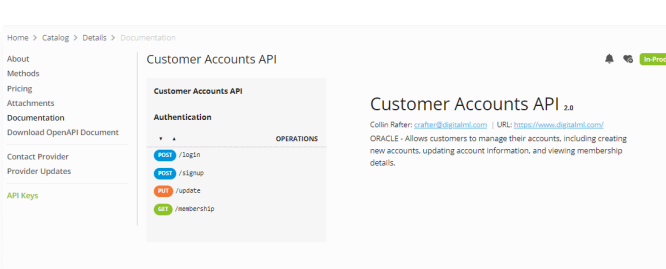 Home > Catalog > Details > Documentation
About
Methods
Pricing
Attachments
Documentation
Download OpenAPI Document
Contact Provider
Provider Updates
API Keys
Customer Accounts API
Customer Accounts API
Authentication
OPERATIONS
POST /login
POST /signup
PUT /update
GET /membership
In-Prod
Customer Accounts API 2.0
Collin Rafter: crafter@digitalml.com | URL: https://www.digitalml.com/
ORACLE - Allows customers to manage their accounts, including creating
new accounts, updating account information, and viewing membership
details.